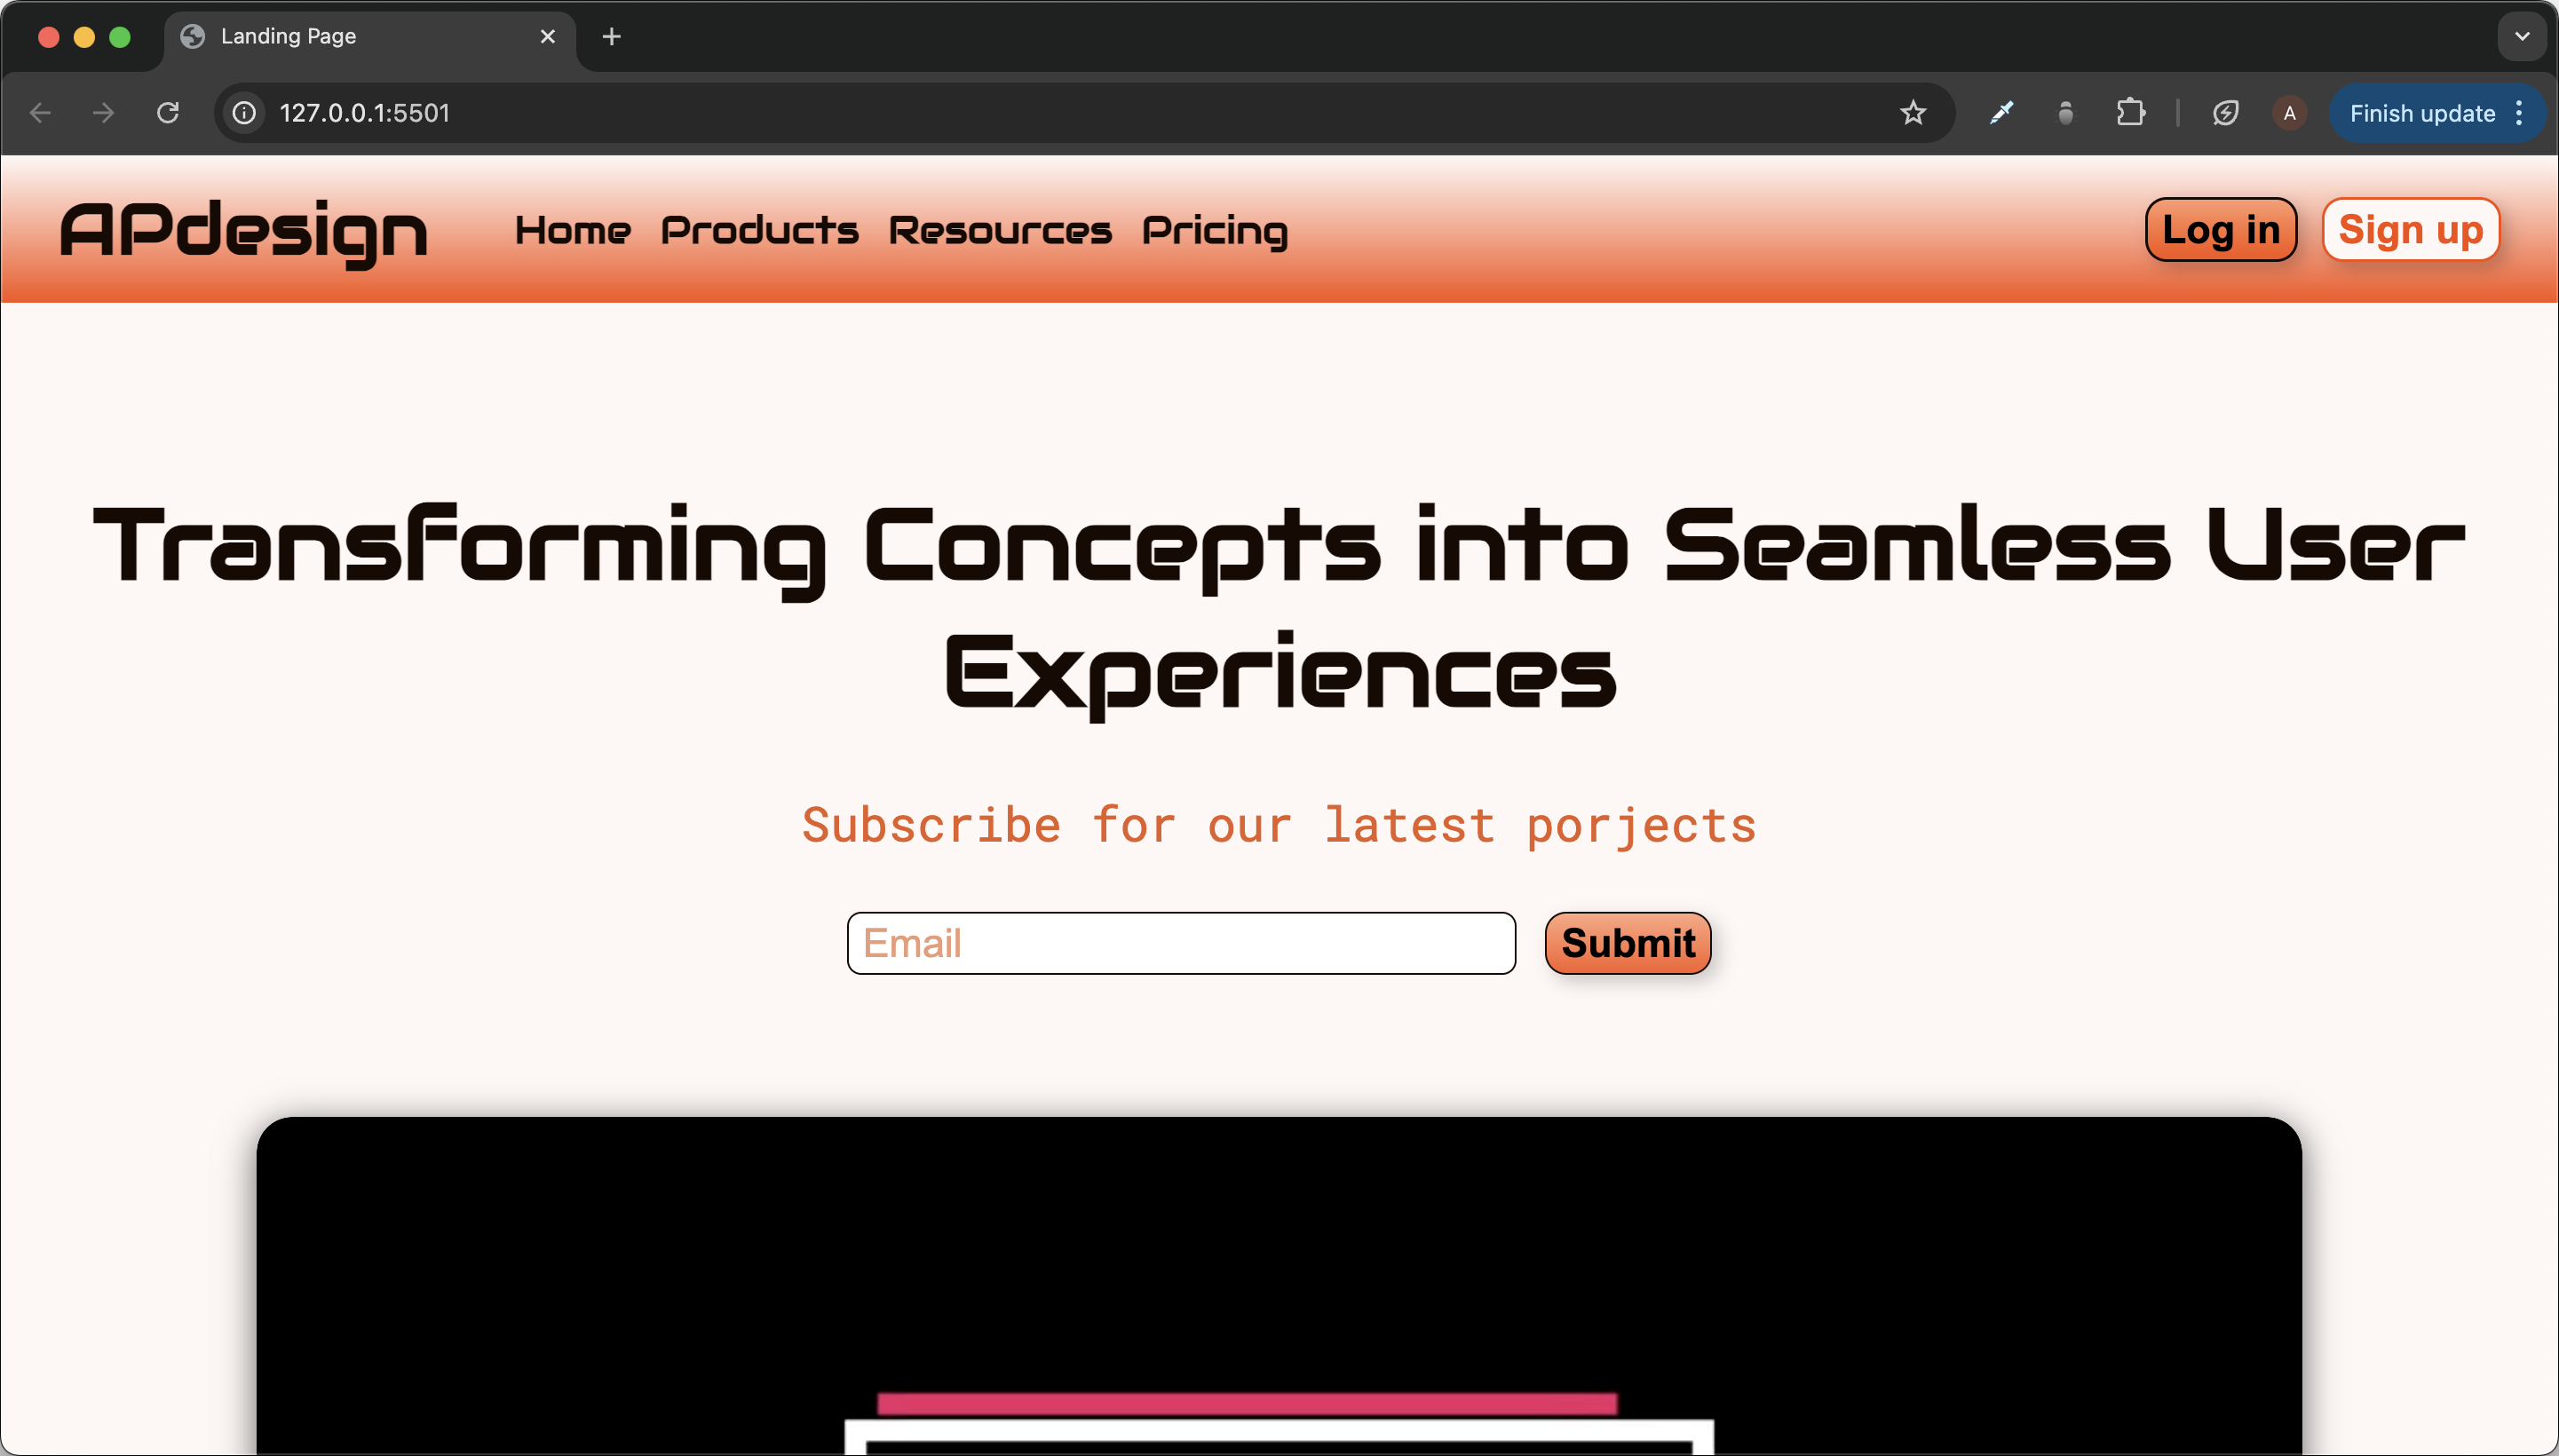 Landing Page
127.0.0.1:5501
A
Finish update
APdesign
Home Products Resources Pricing
Log in
Sign up
Transforming Concepts into Seamless User
Experiences
Subscribe for our latest porjects
Email
Submit